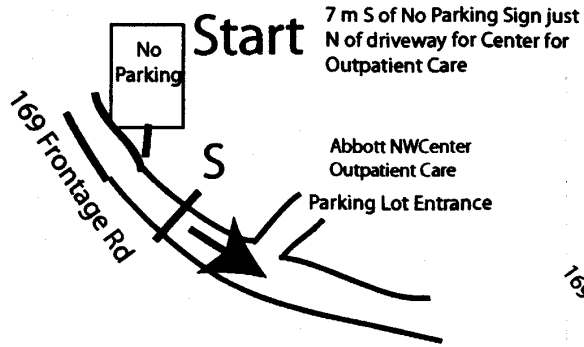 Start
7 m S of No Parking Sign just
N of driveway for Center for
Outpatient Care
No
Parking
169 Frontage Rd
S
Abbott NWCenter
Outpatient Care
Parking Lot Entrance
169